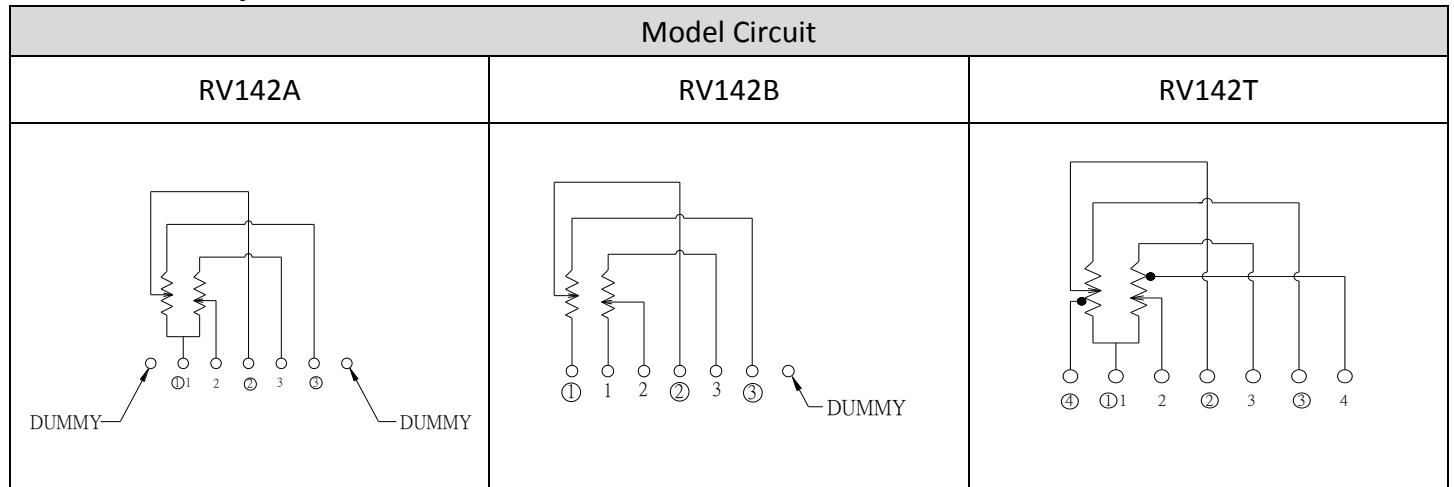 Model Circuit
RV142A RV142B RV142T
①1 2 ② 3 ③
DUMMY DUMMY
① 1 2 ② 3 ③
DUMMY
④ ①1 2 ② 3 ③ 4